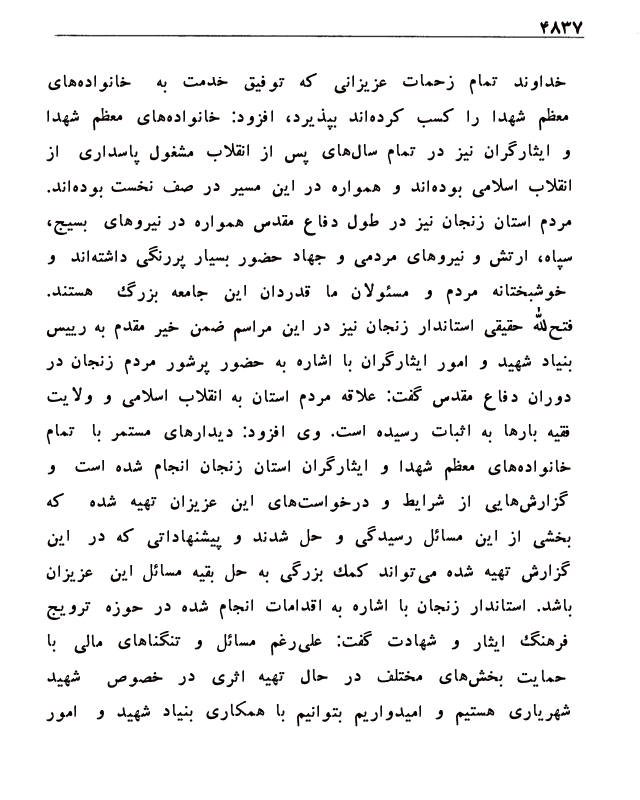 ۴۸۳۷
خداوند تمام زحمات عزیزانی که توفیق خدمت به خانواده‌های
معظم شهدا را کسب کرده‌اند بپذیرد، افزود: خانواده‌های معظم شهدا
و ایثارگران نیز در تمام سال‌های پس از انقلاب مشغول پاسداری از
انقلاب اسلامی بوده‌اند و همواره در این مسیر در صف نخست بوده‌اند.
مردم استان زنجان نیز در طول دفاع مقدس همواره در نیروهای بسیج،
سپاه، ارتش و نیروهای مردمی و جهاد حضور بسیار پررنگی داشته‌اند و
خوشبختانه مردم و مسئولان ما قدردان این جامعه بزرگ هستند.
فتح‌الله حقیقی استاندار زنجان نیز در این مراسم ضمن خیر مقدم به رییس
بنیاد شهید و امور ایثارگران با اشاره به حضور پرشور مردم زنجان در
دوران دفاع مقدس گفت: علاقه مردم استان به انقلاب اسلامی و ولایت
فقیه بارها به اثبات رسیده است. وی افزود: دیدارهای مستمر با تمام
خانواده‌های معظم شهدا و ایثارگران استان زنجان انجام شده است و
گزارش‌هایی از شرایط و درخواست‌های این عزیزان تهیه شده که
بخشی از این مسائل رسیدگی و حل شدند و پیشنهاداتی که در این
گزارش تهیه شده می‌تواند کمک بزرگی به حل بقیه مسائل این عزیزان
باشد. استاندار زنجان با اشاره به اقدامات انجام شده در حوزه ترویج
فرهنگ ایثار و شهادت گفت: علی‌رغم مسائل و تنگناهای مالی با
حمایت بخش‌های مختلف در حال تهیه اثری در خصوص شهید
شهریاری هستیم و امیدواریم بتوانیم با همکاری بنیاد شهید و امور